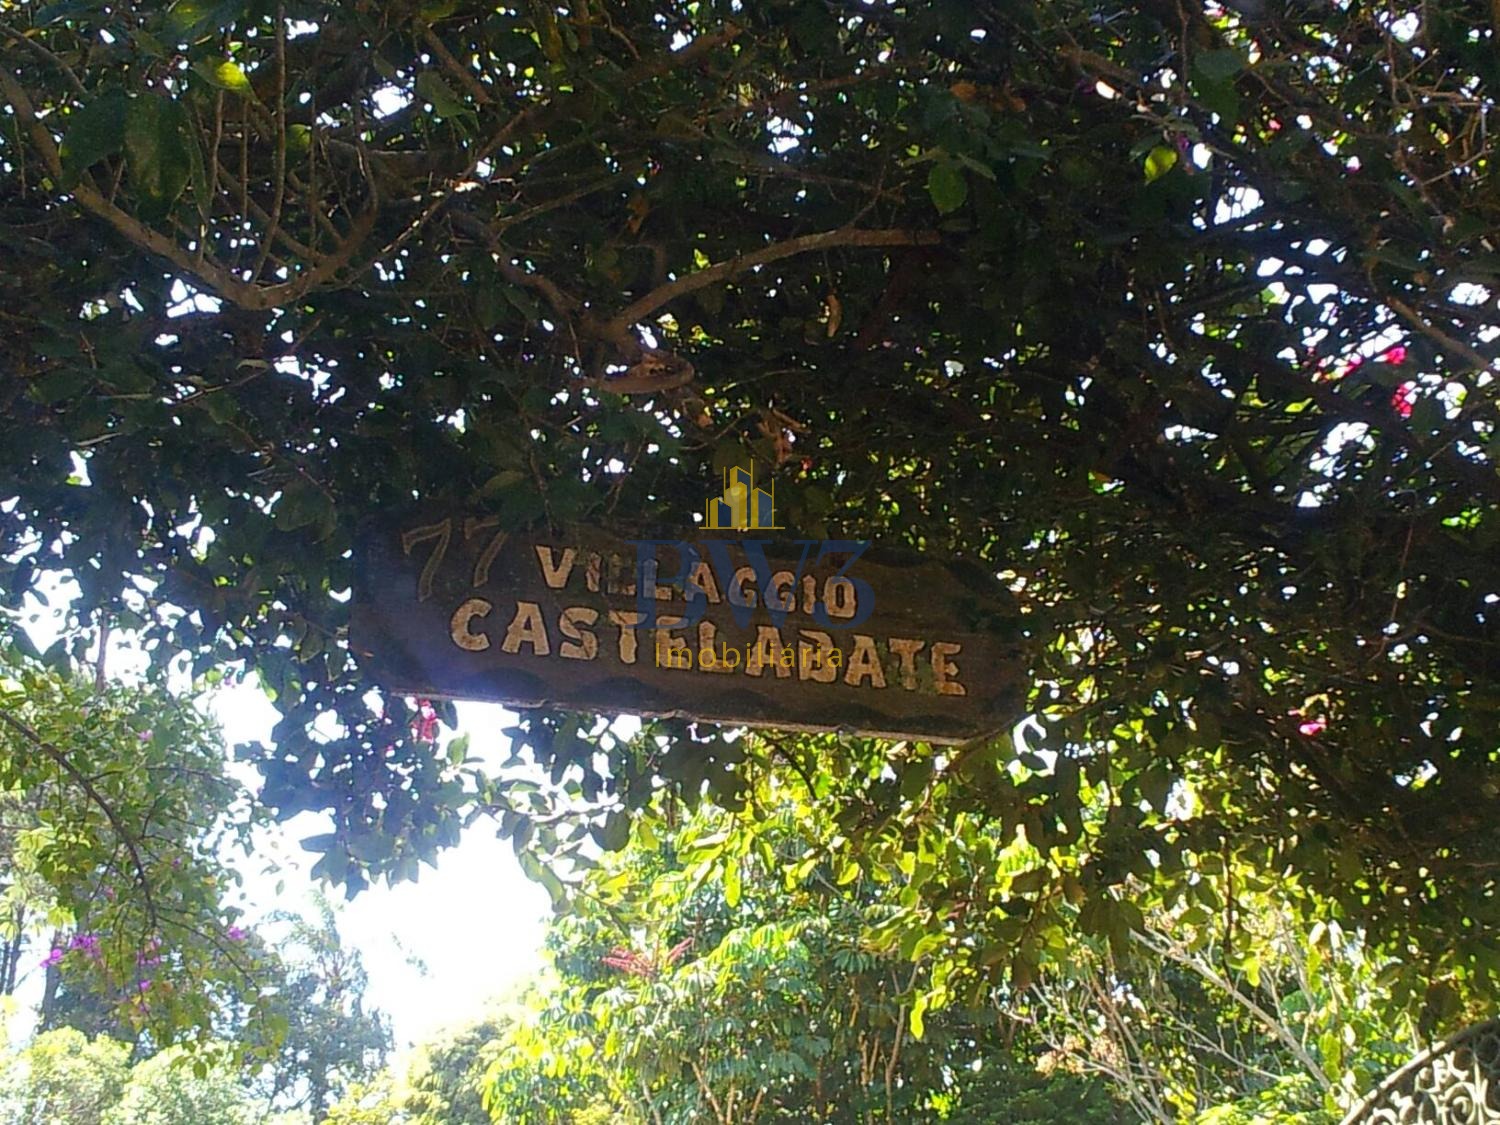 77 VILLAGGIO
CASTELABATE
BW3
Imobiliária